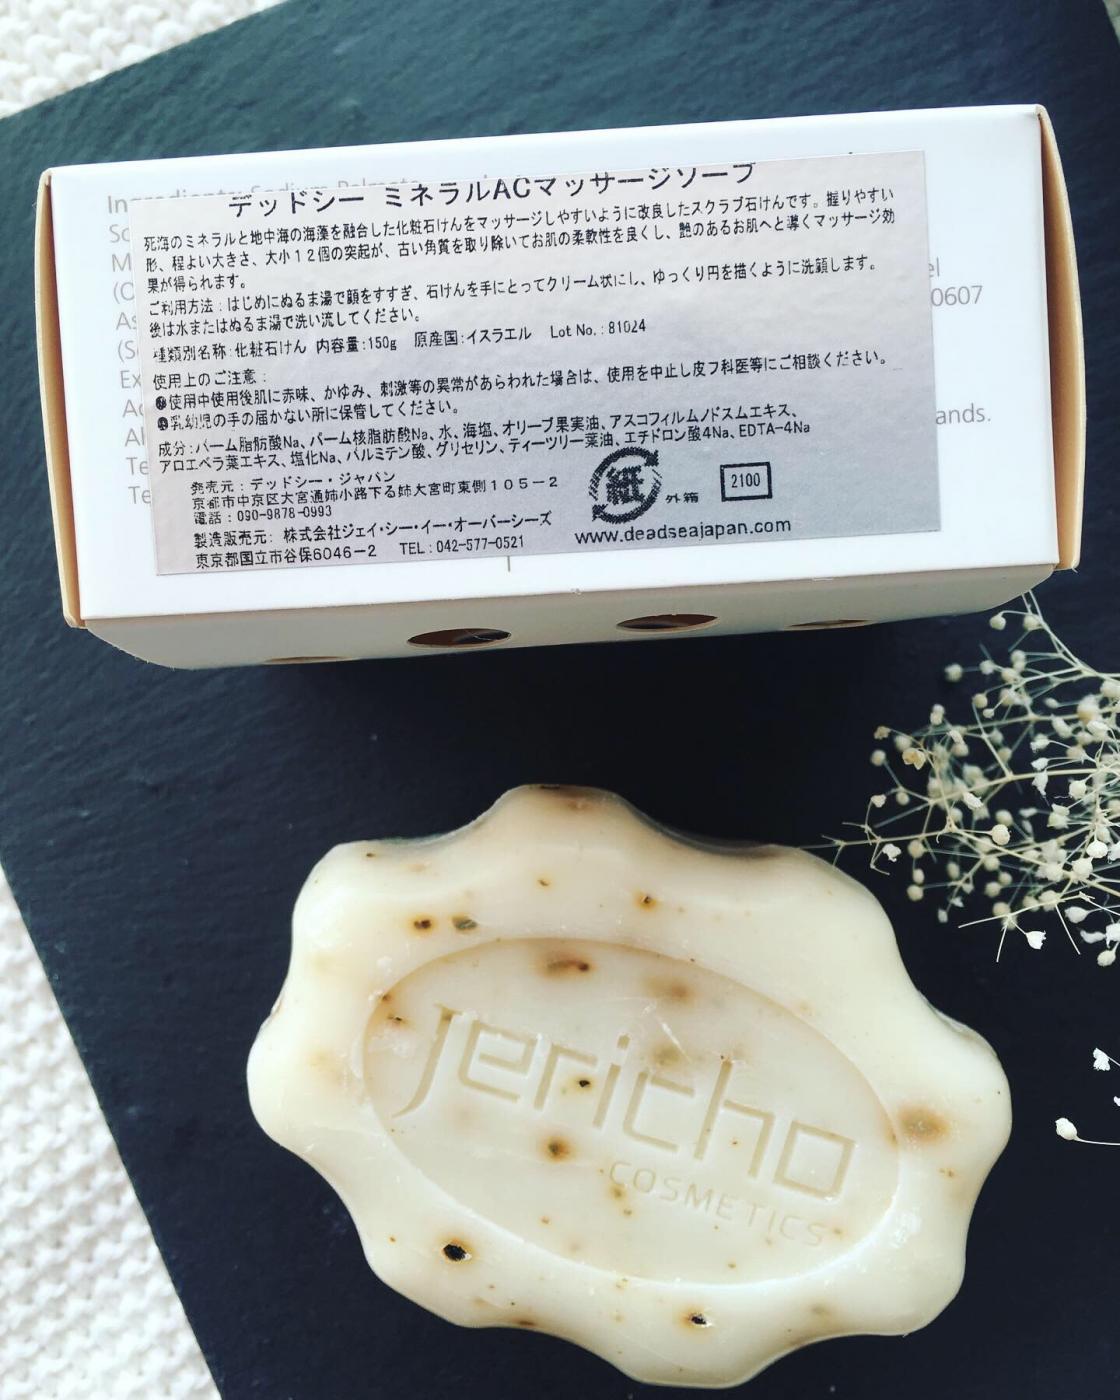 Ingredients: Sodium Palmate
デッドシー ミネラルACマッサージソープ
死海のミネラルと地中海の海藻を融合した化粧石けんをマッサージしやすいように改良したスクラブ石けんです。握りやすい
形、程よい大きさ、大小12個の突起が、古い角質を取り除いてお肌の柔軟性を良くし、艶のあるお肌へと導くマッサージ効
果が得られます。
ご利用方法:はじめにぬるま湯で顔をすすぎ、石けんを手にとってクリーム状にし、ゆっくり円を描くように洗顔します。
後は水またはぬるま湯で洗い流してください。
種類別名称:化粧石けん 内容量:150g 原産国:イスラエル Lot No.:81024
使用上のご注意:
●使用中使用後肌に赤味、かゆみ、刺激等の異常があらわれた場合は、使用を中止し皮フ科医等にご相談ください。
●乳幼児の手の届かない所に保管してください。
成分:パーム脂肪酸Na、パーム核脂肪酸Na、水、海塩、オリーブ果実油、アスコフィルムノドスムエキス、
アロエベラ葉エキス、塩化Na、パルミテン酸、グリセリン、ティーツリー葉油、エチドロン酸4Na、EDTA-4Na
発売元:デッドシー・ジャパン
京都市中京区大宮通姉小路下る姉大宮町東側105-2
電話:090-9878-0993
製造販売元: 株式会社ジェイ・シー・イー・オーバーシーズ
東京都国立市谷保6046-2 TEL:042-577-0521
紙 外箱
2100
www.deadseajapan.com
0607
ands.
jericho
COSMETICS